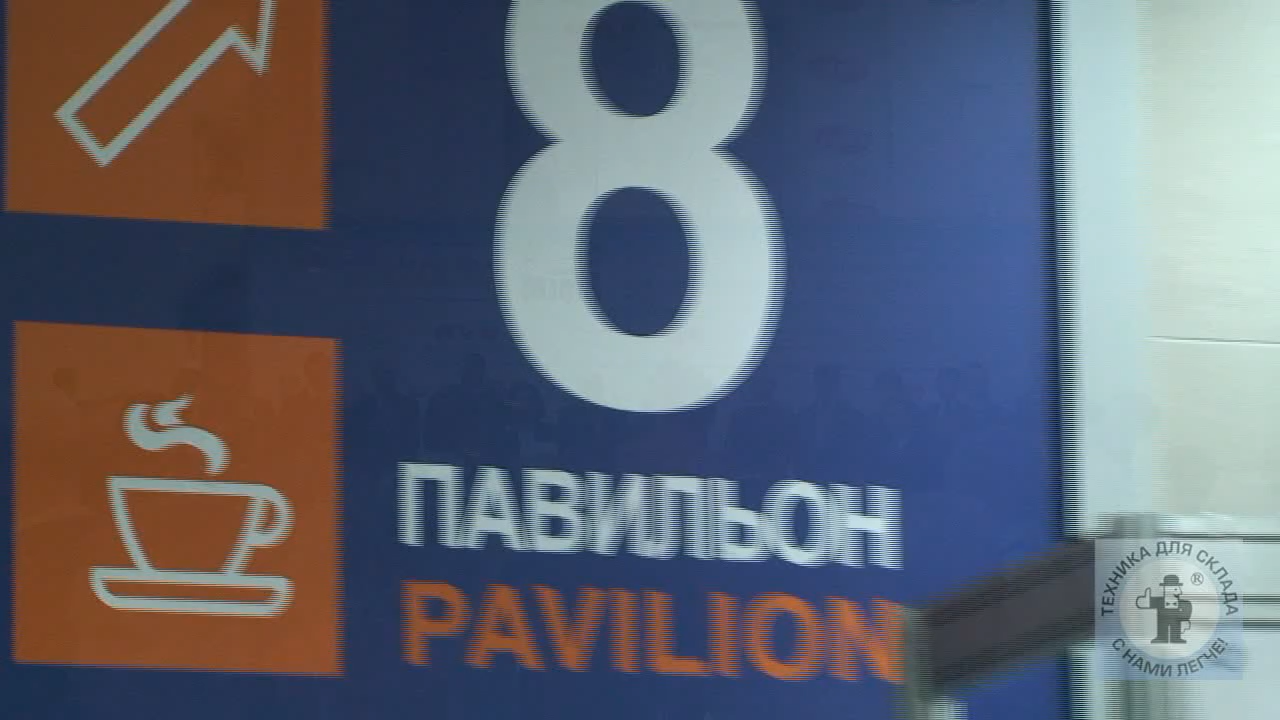 8
ПАВИЛЬОН
PAVILION
ТЕХНИКА ДЛЯ СКЛАДА
®
С НАМИ ЛЕГЧЕ!